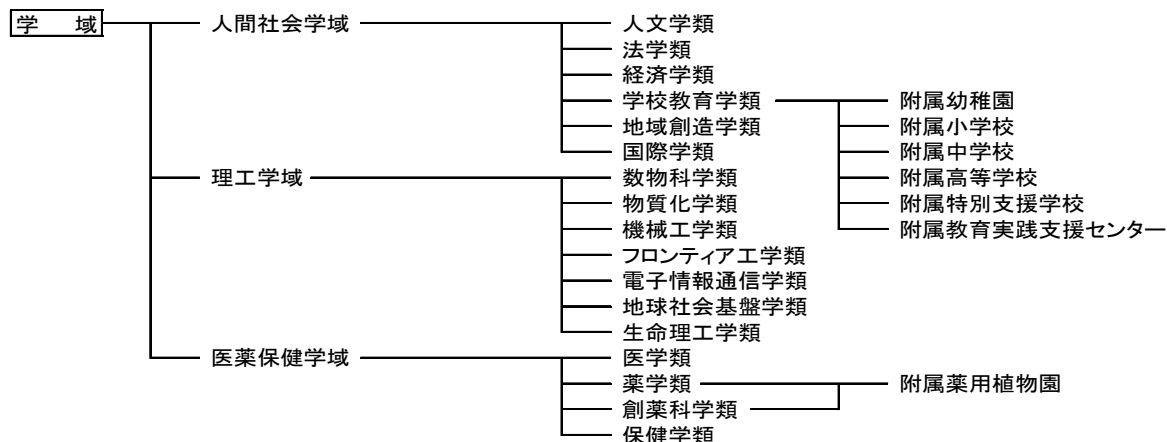 学　域
人間社会学域
人文学類
法学類
経済学類
学校教育学類
附属幼稚園
地域創造学類
附属小学校
国際学類
附属中学校
理工学域
数物科学類
附属高等学校
物質化学類
附属特別支援学校
機械工学類
附属教育実践支援センター
フロンティア工学類
電子情報通信学類
地球社会基盤学類
生命理工学類
医薬保健学域
医学類
薬学類
附属薬用植物園
創薬科学類
保健学類